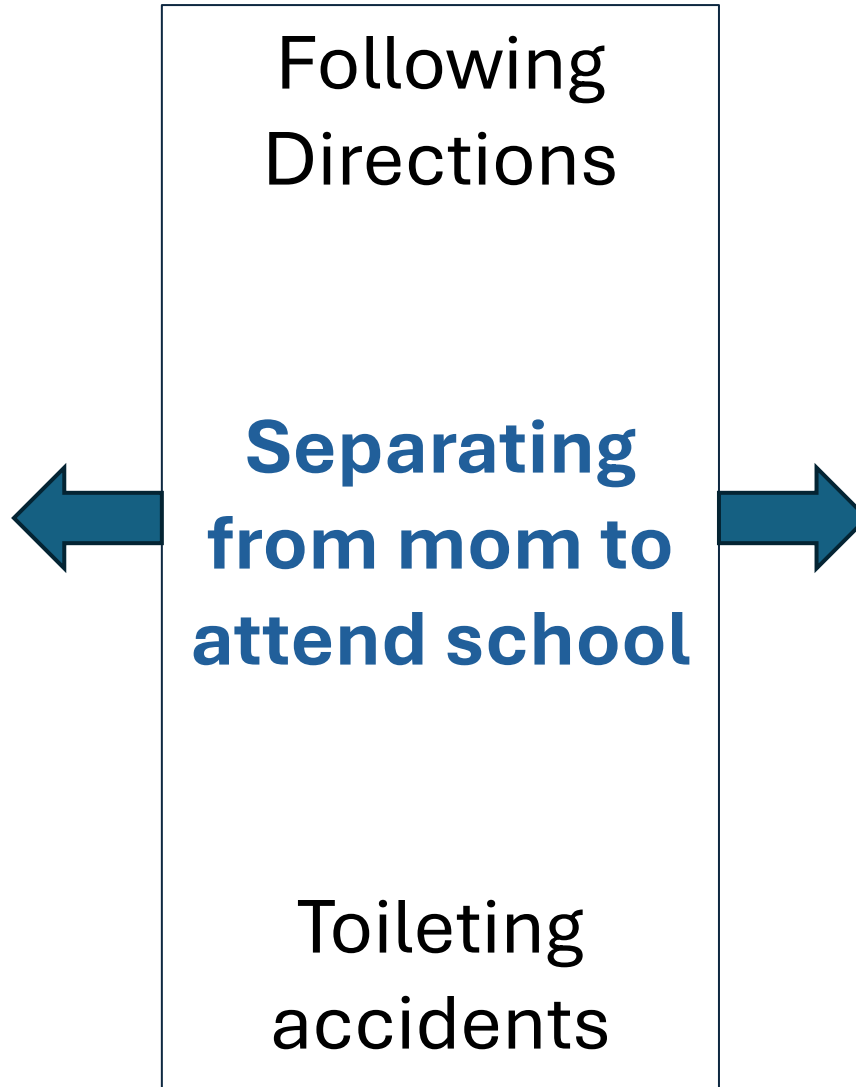 Following
Directions
Separating
from mom to
attend school
Toileting
accidents